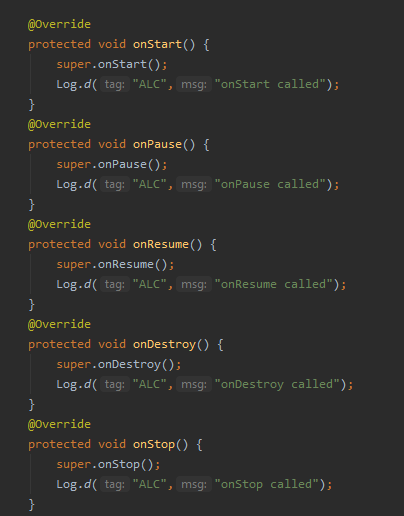 @Override
protected void onStart() {
super.onStart();
Log.d( tag: "ALC", msg: "onStart called");
}
@Override
protected void onPause() {
super.onPause();
Log.d( tag: "ALC", msg: "onPause called");
}
@Override
protected void onResume() {
super.onResume();
Log.d( tag: "ALC", msg: "onResume called");
}
@Override
protected void onDestroy() {
super.onDestroy();
Log.d( tag: "ALC", msg: "onDestroy called");
}
@Override
protected void onStop() {
super.onStop();
Log.d( tag: "ALC", msg: "onStop called");
}